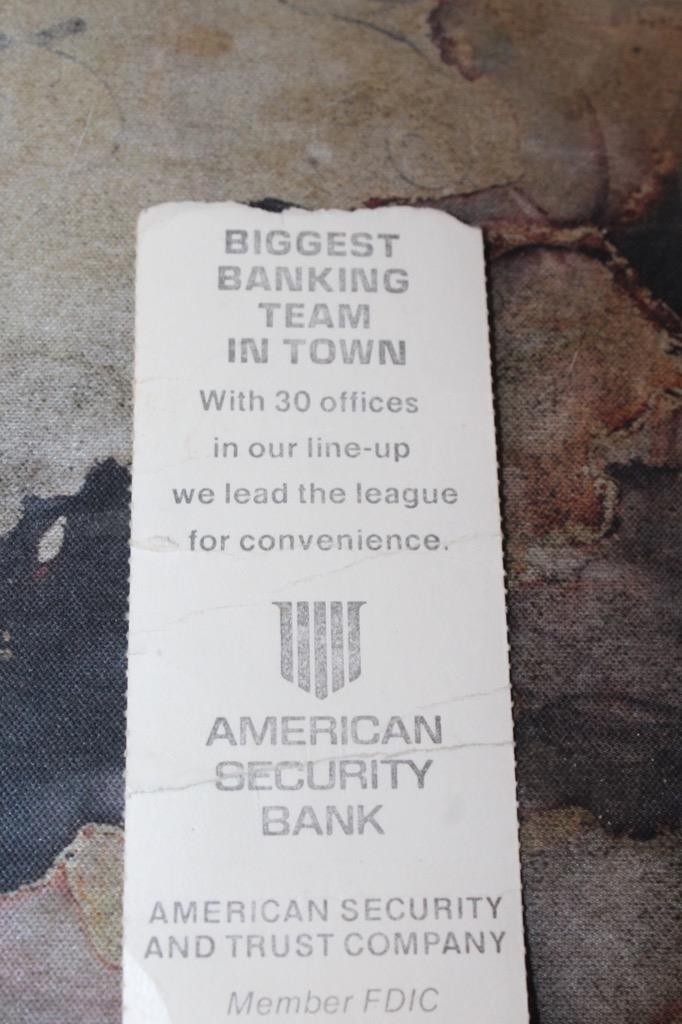 BIGGEST
BANKING
TEAM
IN TOWN
With 30 offices
in our line-up
we lead the league
for convenience.
AMERICAN
SECURITY
BANK
AMERICAN SECURITY
AND TRUST COMPANY
Member FDIC